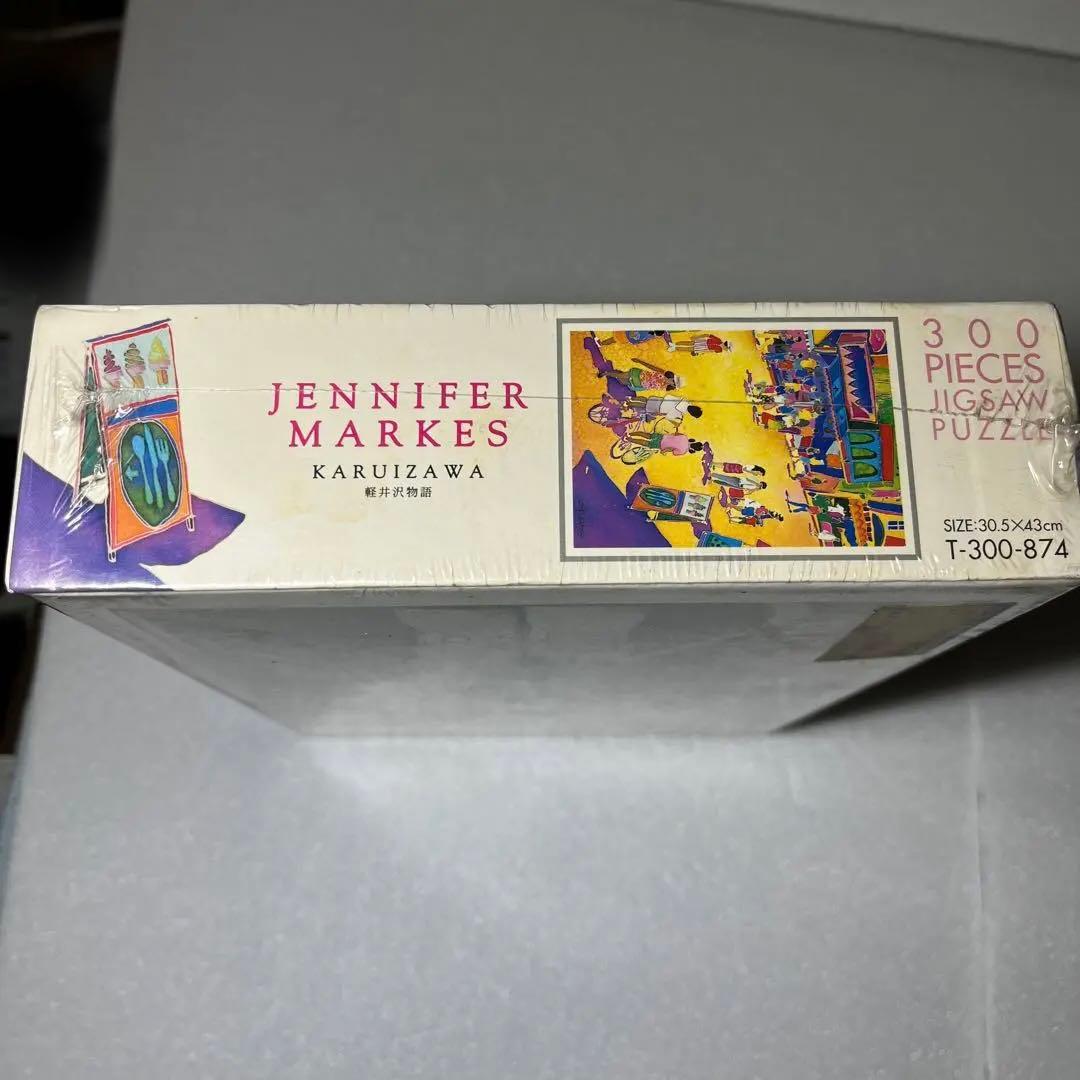 JENNIFER
MARKES
KARUIZAWA
軽井沢物語
300
PIECES
JIGSAW
PUZZLE
SIZE:30.5×43cm
T-300-874